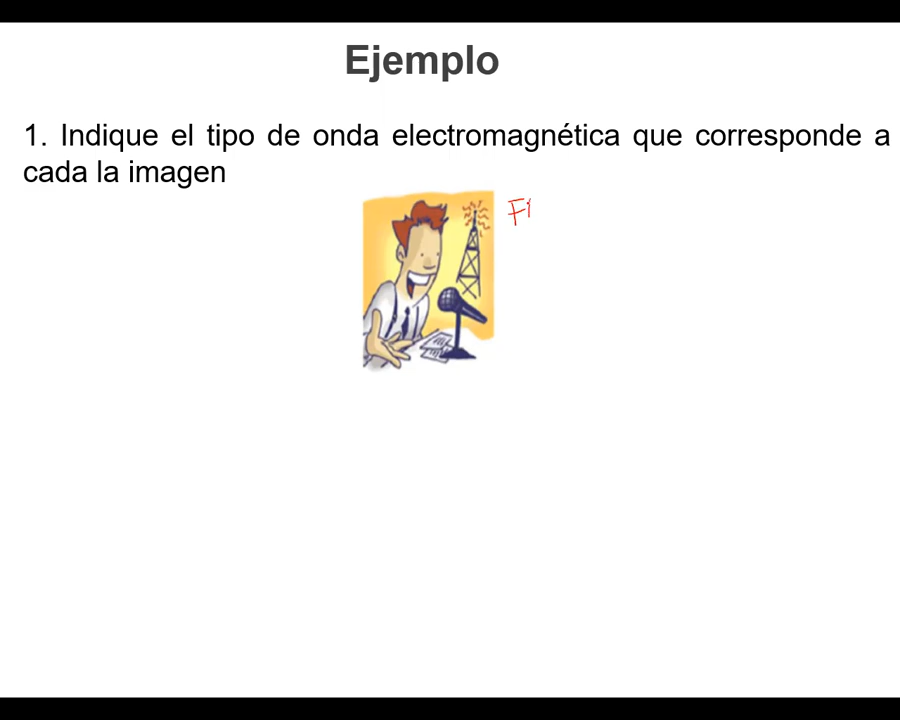 Ejemplo
1. Indique el tipo de onda electromagnética que corresponde a
cada la imagen